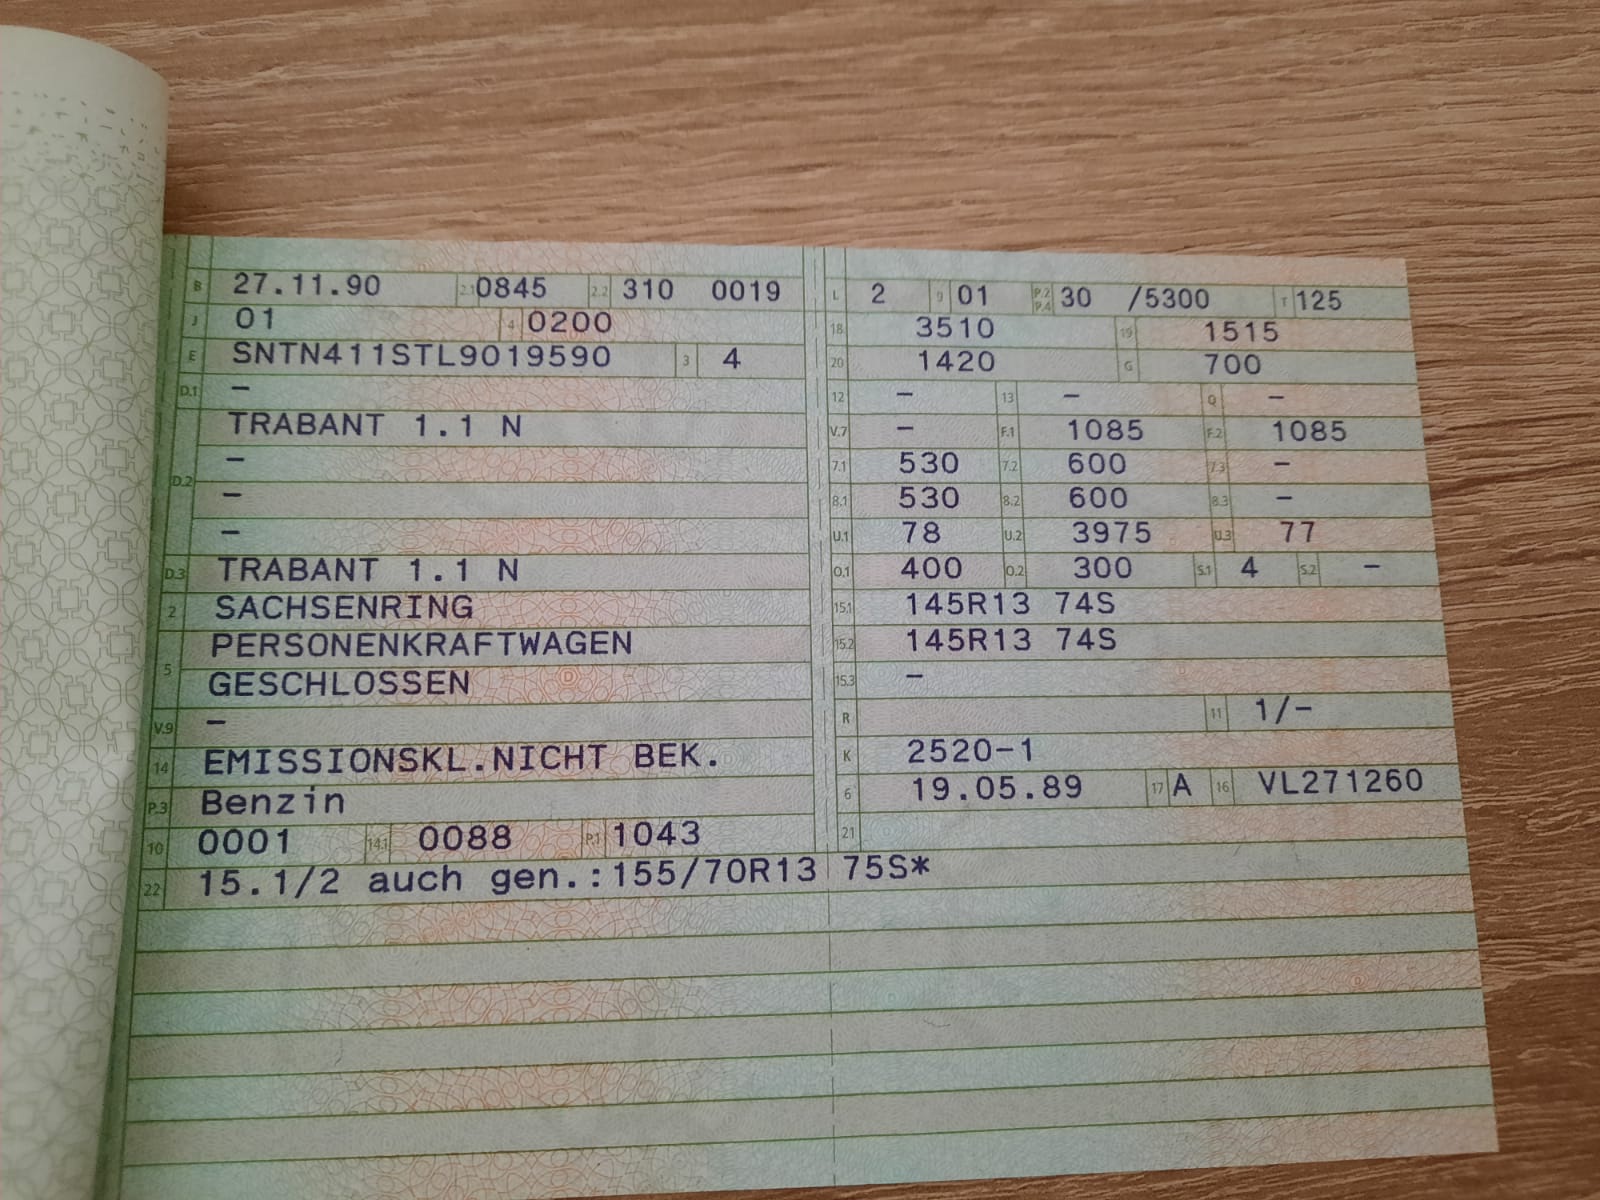 B 27.11.90 2.1 0845 2.2 310 0019
J 01 4 0200
E SNTN411STL9019590 3 4
D.1 –
D.2 TRABANT 1.1 N
–
–
–
D.3 TRABANT 1.1 N
2 SACHSENRING
5 PERSONENKRAFTWAGEN
GESCHLOSSEN
V.9 –
14 EMISSIONSKL.NICHT BEK.
P.3 Benzin
10 0001 14.1 0088 P.1 1043
L 2 9 01 P.2 P.4 30 /5300 T 125
18 3510 19 1515
20 1420 G 700
12 – 13 – Q –
V.7 – F.1 1085 F.2 1085
7.1 530 7.2 600 7.3 –
8.1 530 8.2 600 8.3 –
U.1 78 U.2 3975 U.3 77
O.1 400 O.2 300 S.1 4 S.2 –
15.1 145R13 74S
15.2 145R13 74S
15.3 –
R 11 1/–
K 2520-1
6 19.05.89 17 A 16 VL271260
21
22 15.1/2 auch gen.:155/70R13 75S*